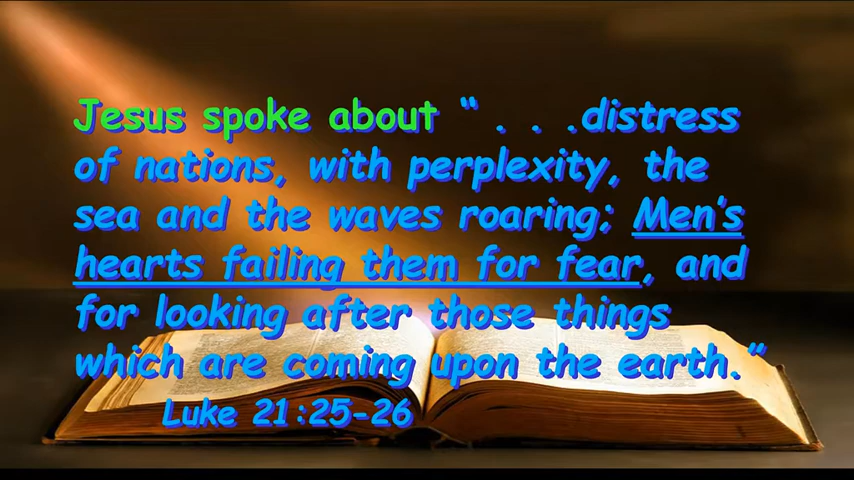 Jesus spoke about “ . . .distress
of nations, with perplexity, the
sea and the waves roaring; Men's
hearts failing them for fear, and
for looking after those things
which are coming upon the earth.”
Luke 21:25-26